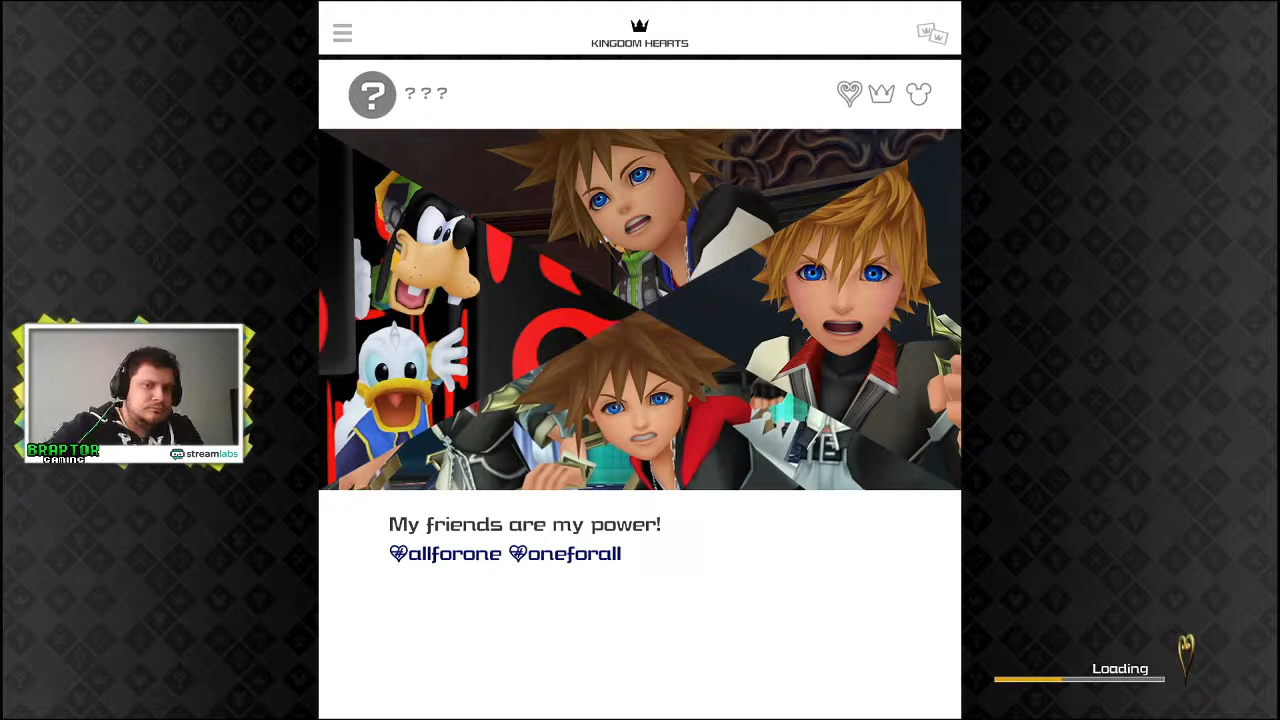 KINGDOM HEARTS
? ???
My friends are my power!
allforone oneforall
BRAPTOR
GAMING
streamlabs
Loading